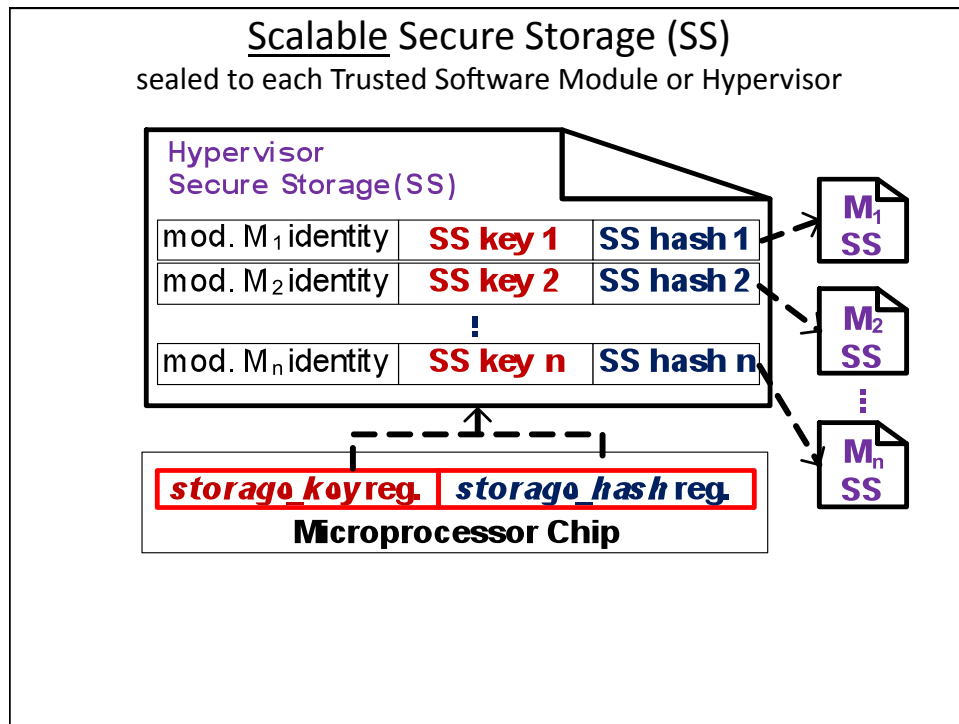 Scalable Secure Storage (SS)
sealed to each Trusted Software Module or Hypervisor
Hypervisor
Secure Storage(SS)
mod. M1 identity SS key 1 SS hash 1
mod. M2 identity SS key 2 SS hash 2
⋮
mod. Mn identity SS key n SS hash n
M1
SS
M2
SS
⋮
Mn
SS
storage_key reg. storage_hash reg.
Microprocessor Chip